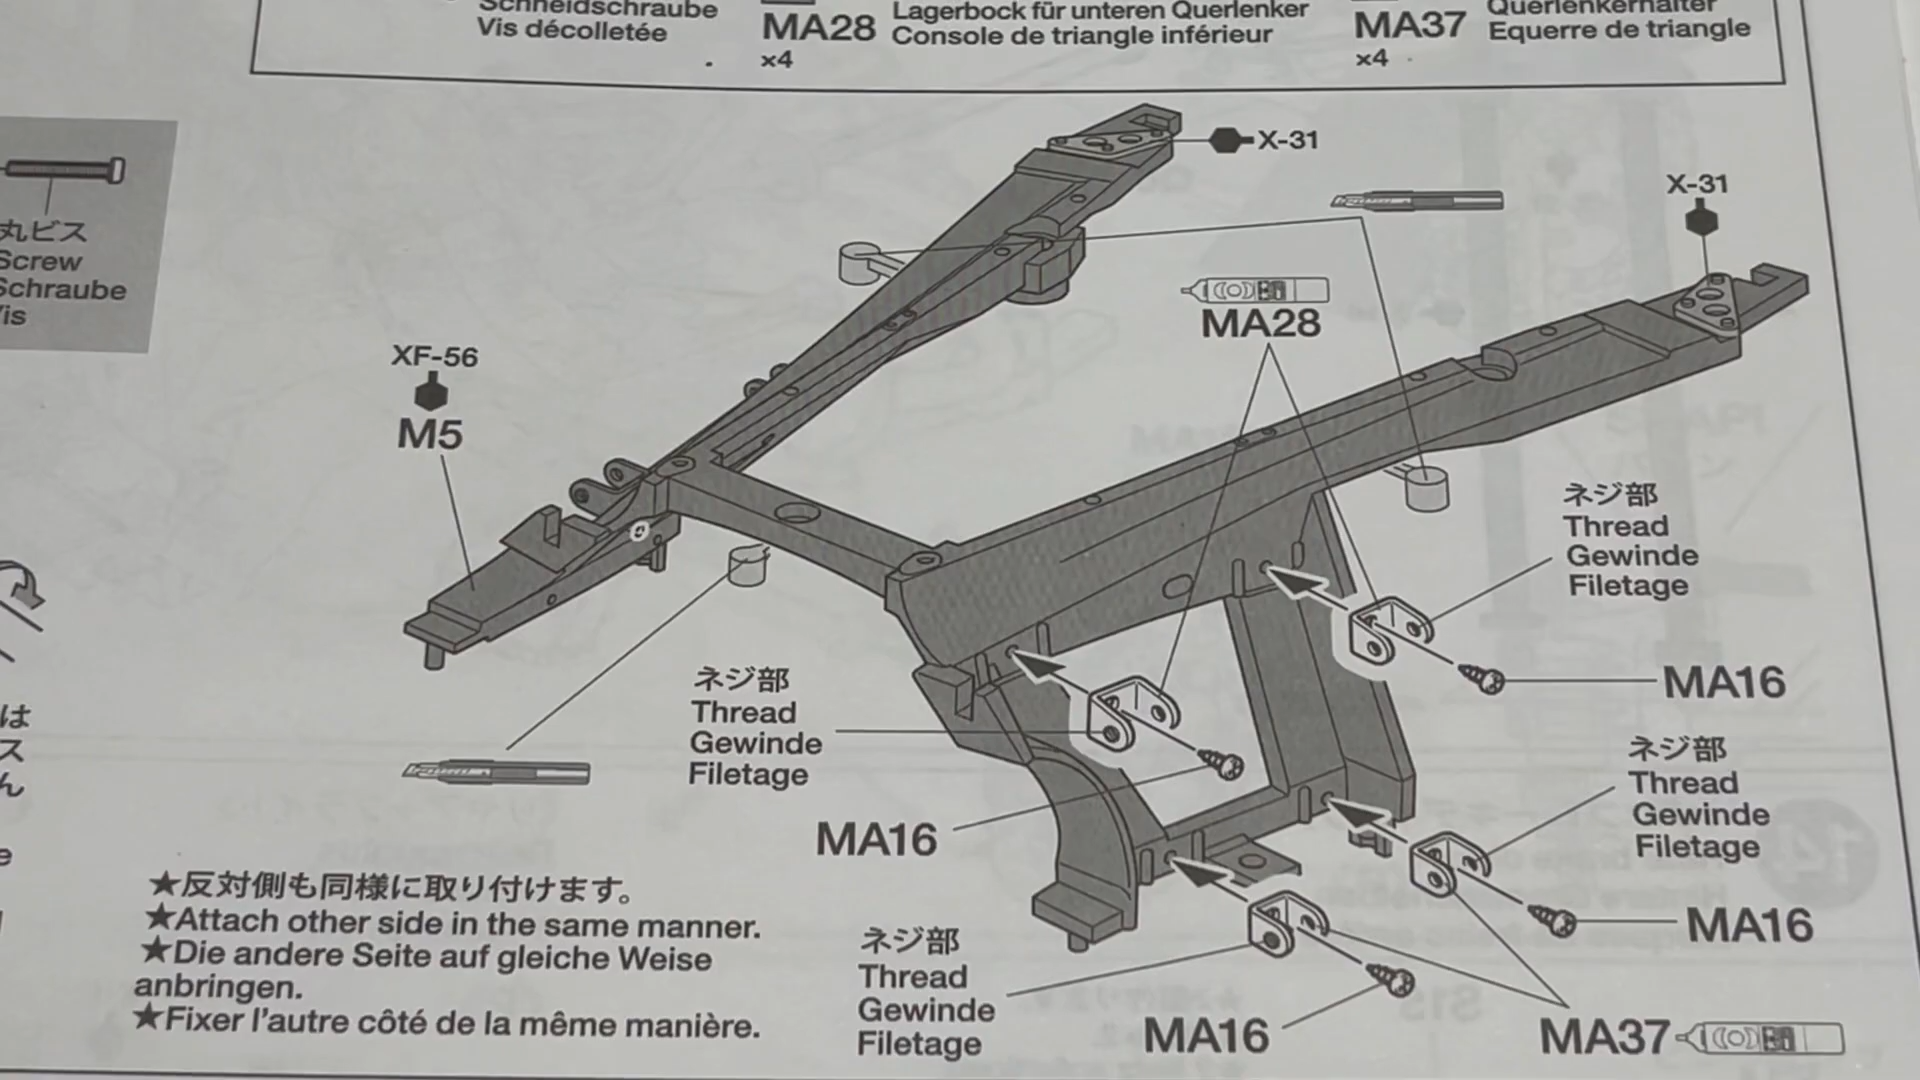 Vis décolletée
MA28
×4
Lagerbock für unteren Querlenker
Console de triangle inférieur
MA37
×4
Querlenkerhalter
Equerre de triangle
丸ビス
Screw
Schraube
X-31
X-31
MA28
XF-56
M5
ネジ部
Thread
Gewinde
Filetage
MA16
ネジ部
Thread
Gewinde
Filetage
MA16
ネジ部
Thread
Gewinde
Filetage
MA16
ネジ部
Thread
Gewinde
Filetage
MA16
MA37
★反対側も同様に取り付けます。
★Attach other side in the same manner.
★Die andere Seite auf gleiche Weise
anbringen.
★Fixer l'autre côté de la même manière.